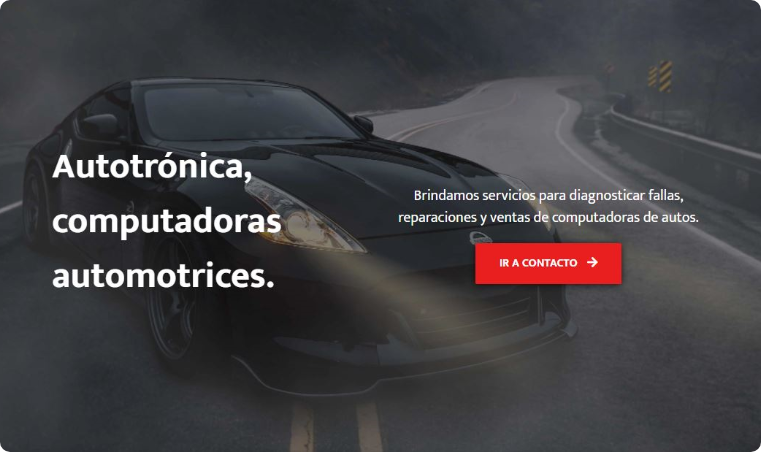 Autotrónica,
computadoras
automotrices.
Brindamos servicios para diagnosticar fallas,
reparaciones y ventas de computadoras de autos.
IR A CONTACTO